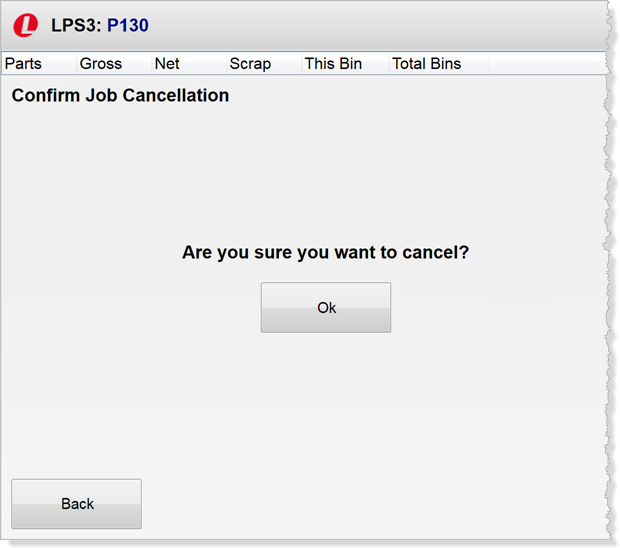 L LPS3: P130
Parts Gross Net Scrap This Bin Total Bins
Confirm Job Cancellation
Are you sure you want to cancel?
Ok
Back